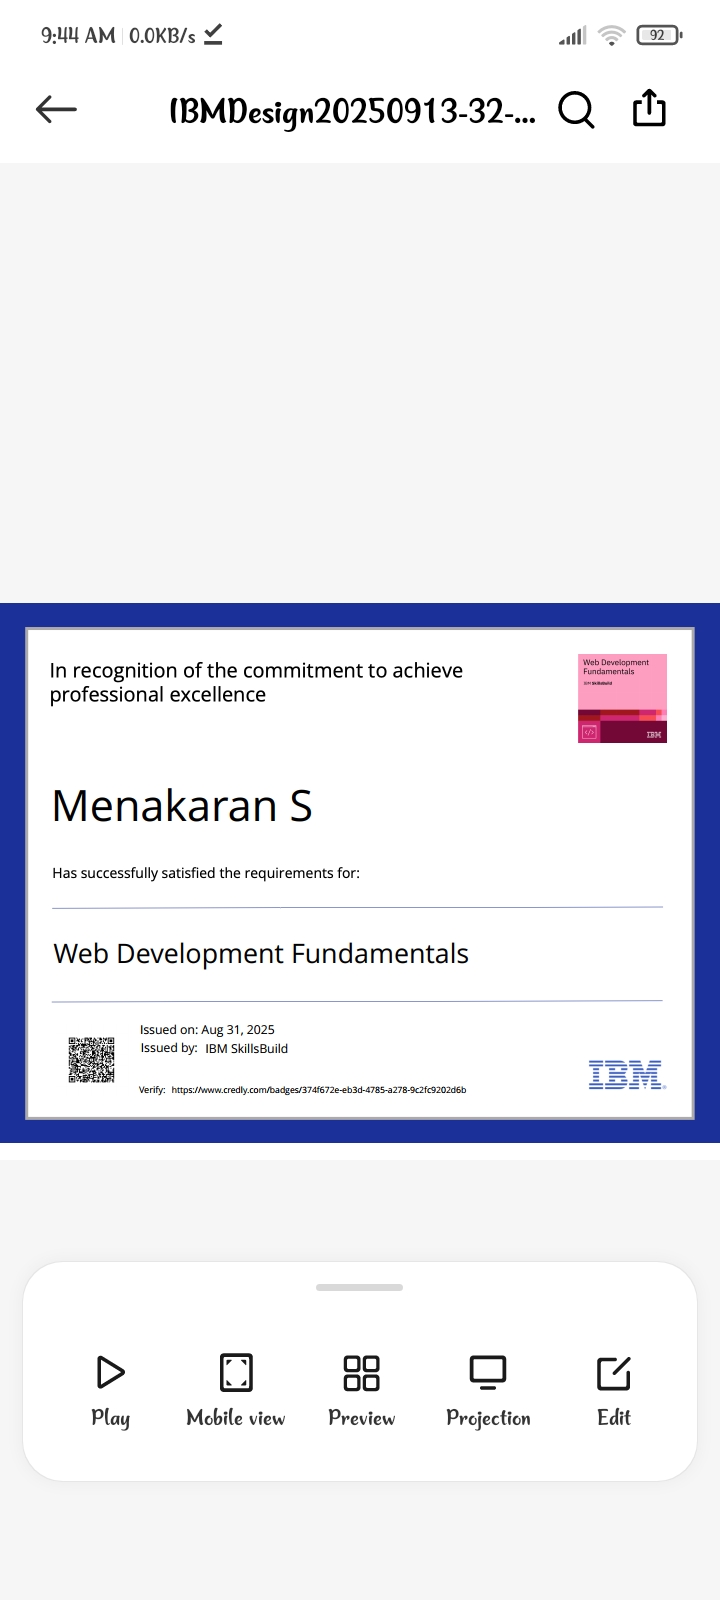 9:44 AM | 0.0KB/s
92
IBMDesign20250913-32-...
In recognition of the commitment to achieve
professional excellence
Web Development
Fundamentals
IBM SkillsBuild
IBM
Menakaran S
Has successfully satisfied the requirements for:
Web Development Fundamentals
Issued on: Aug 31, 2025
Issued by: IBM SkillsBuild
Verify: https://www.credly.com/badges/374f672e-eb3d-4785-a278-9c2fc9202d6b
IBM
Play
Mobile view
Preview
Projection
Edit